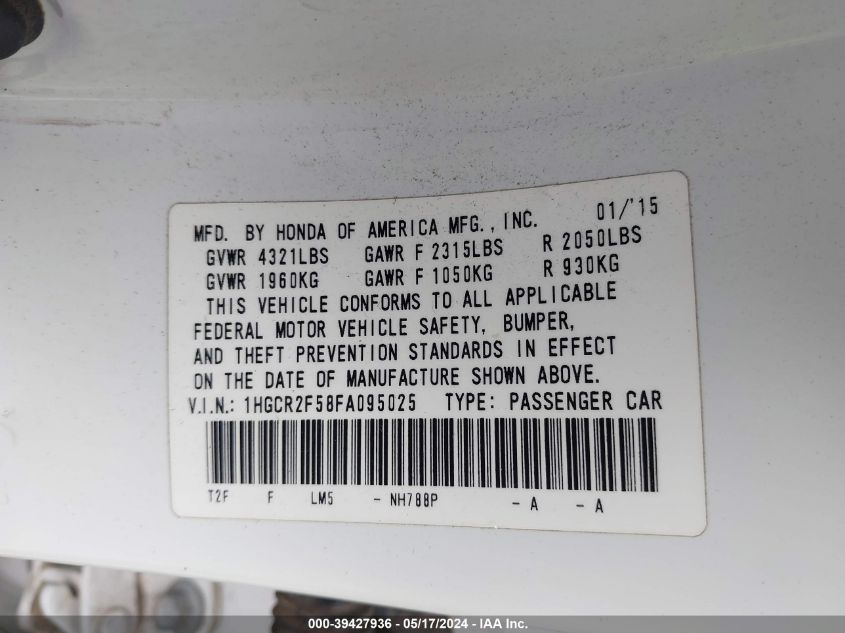 MFD. BY HONDA OF AMERICA MFG., INC. 01/'15
GVWR 4321LBS GAWR F 2315LBS R 2050LBS
GVWR 1960KG GAWR F 1050KG R 930KG
THIS VEHICLE CONFORMS TO ALL APPLICABLE
FEDERAL MOTOR VEHICLE SAFETY, BUMPER,
AND THEFT PREVENTION STANDARDS IN EFFECT
ON THE DATE OF MANUFACTURE SHOWN ABOVE.
V.I.N.: 1HGCR2F58FA095025 TYPE: PASSENGER CAR
T2F F LM5 - NH788P - A - A
000-39427936 / 05/17/2024 - IAA Inc.